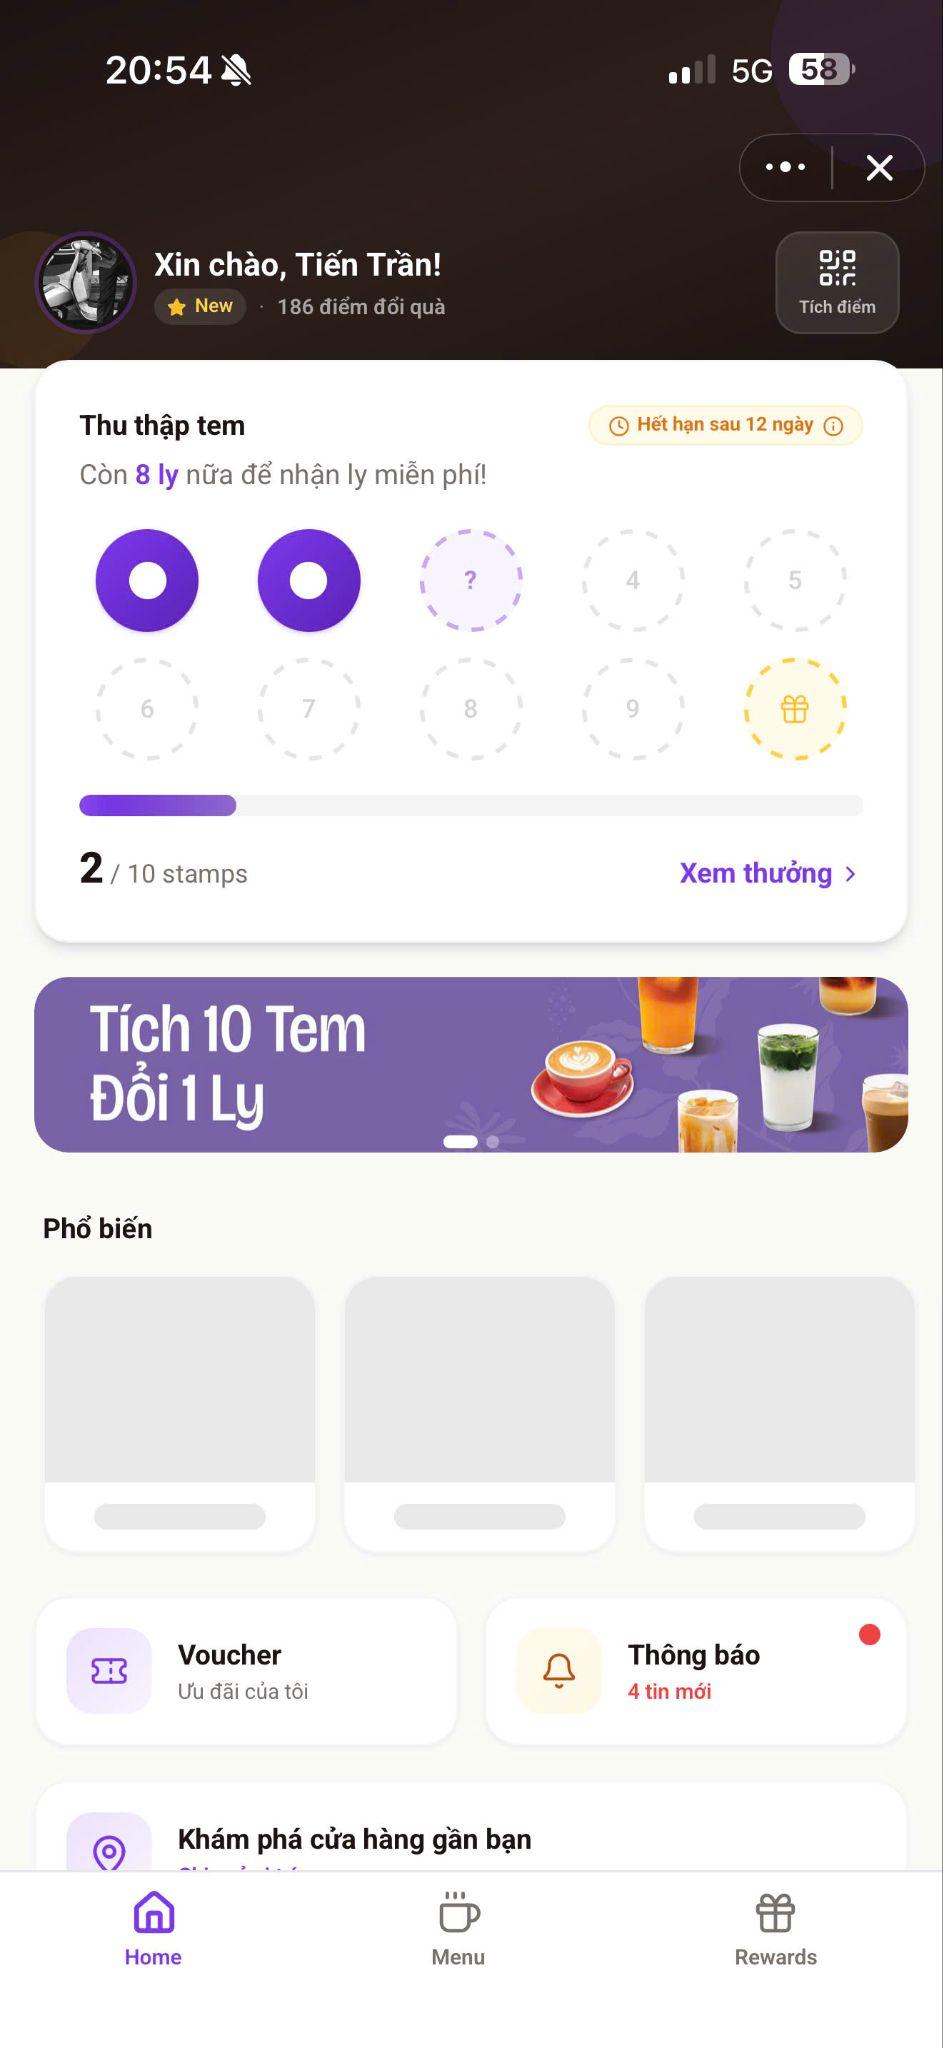 20:54
5G
58
Xin chào, Tiến Trần!
New · 186 điểm đổi quà
Tích điểm
Thu thập tem
Hết hạn sau 12 ngày
Còn 8 ly nữa để nhận ly miễn phí!
? 4 5
6 7 8 9
2 / 10 stamps
Xem thưởng
Tích 10 Tem
Đổi 1 Ly
Phổ biến
Voucher
Ưu đãi của tôi
Thông báo
4 tin mới
Khám phá cửa hàng gần bạn
Home
Menu
Rewards